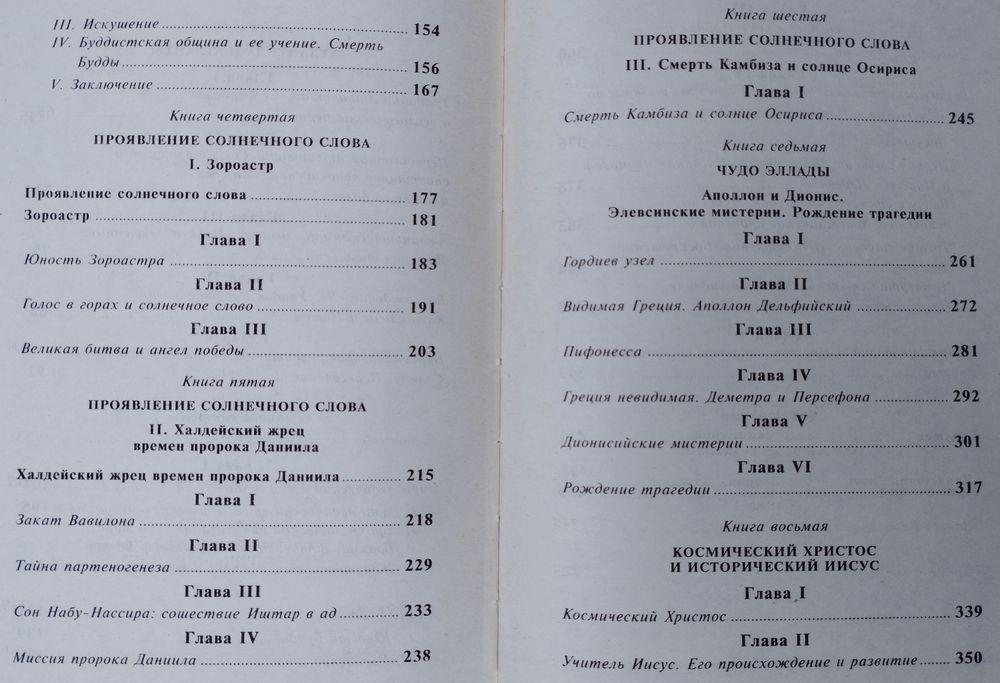 III. Искушение 154
IV. Буддистская община и ее учение. Смерть
Будды 156
V. Заключение 167
Книга четвертая
ПРОЯВЛЕНИЕ СОЛНЕЧНОГО СЛОВА
I. Зороастр
Проявление солнечного слова 177
Зороастр 181
Глава I
Юность Зороастра 183
Глава II
Голос в горах и солнечное слово 191
Глава III
Великая битва и ангел победы 203
Книга пятая
ПРОЯВЛЕНИЕ СОЛНЕЧНОГО СЛОВА
II. Халдейский жрец
времен пророка Даниила
Халдейский жрец времен пророка Даниила 215
Глава I
Закат Вавилона 218
Глава II
Тайна партеногенеза 229
Глава III
Сон Набу-Нассира: сошествие Иштар в ад 233
Глава IV
Миссия пророка Даниила 238
Книга шестая
ПРОЯВЛЕНИЕ СОЛНЕЧНОГО СЛОВА
III. Смерть Камбиза и солнце Осириса
Глава I
Смерть Камбиза и солнце Осириса 245
Книга седьмая
ЧУДО ЭЛЛАДЫ
Аполлон и Дионис.
Элевсинские мистерии. Рождение трагедии
Глава I
Гордиев узел 261
Глава II
Видимая Греция. Аполлон Дельфийский 272
Глава III
Пифонесса 281
Глава IV
Греция невидимая. Деметра и Персефона 292
Глава V
Дионисийские мистерии 301
Глава VI
Рождение трагедии 317
Книга восьмая
КОСМИЧЕСКИЙ ХРИСТОС
И ИСТОРИЧЕСКИЙ ИИСУС
Глава I
Космический Христос 339
Глава II
Учитель Иисус. Его происхождение и развитие 350